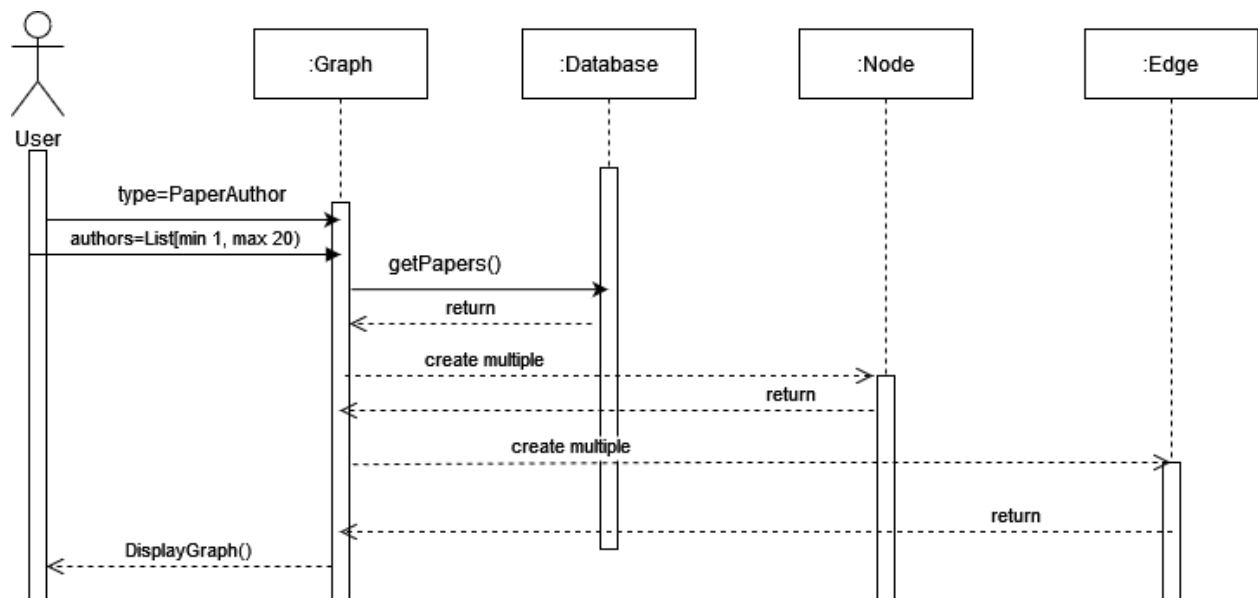 :Graph
:Database
:Node
:Edge
User
type=PaperAuthor
authors=List[min 1, max 20)
getPapers()
return
create multiple
return
create multiple
return
DisplayGraph()